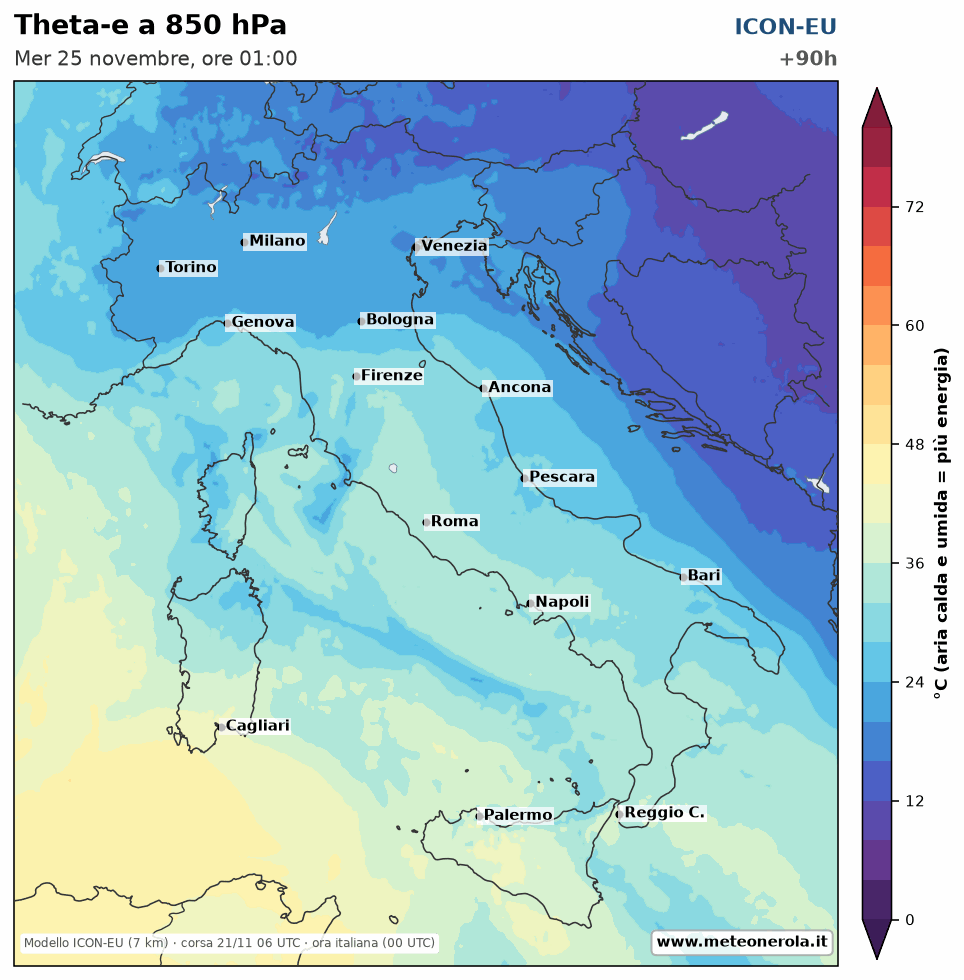 Theta-e a 850 hPa
ICON-EU
Mer 25 novembre, ore 01:00
+90h
Milano
Venezia
Torino
Genova
Bologna
Firenze
Ancona
Pescara
Roma
Bari
Napoli
Cagliari
Palermo
Reggio C.
72
60
48
36
24
12
0
°C (aria calda e umida = più energia)
Modello ICON-EU (7 km) · corsa 21/11 06 UTC · ora italiana (00 UTC)
www.meteonerola.it